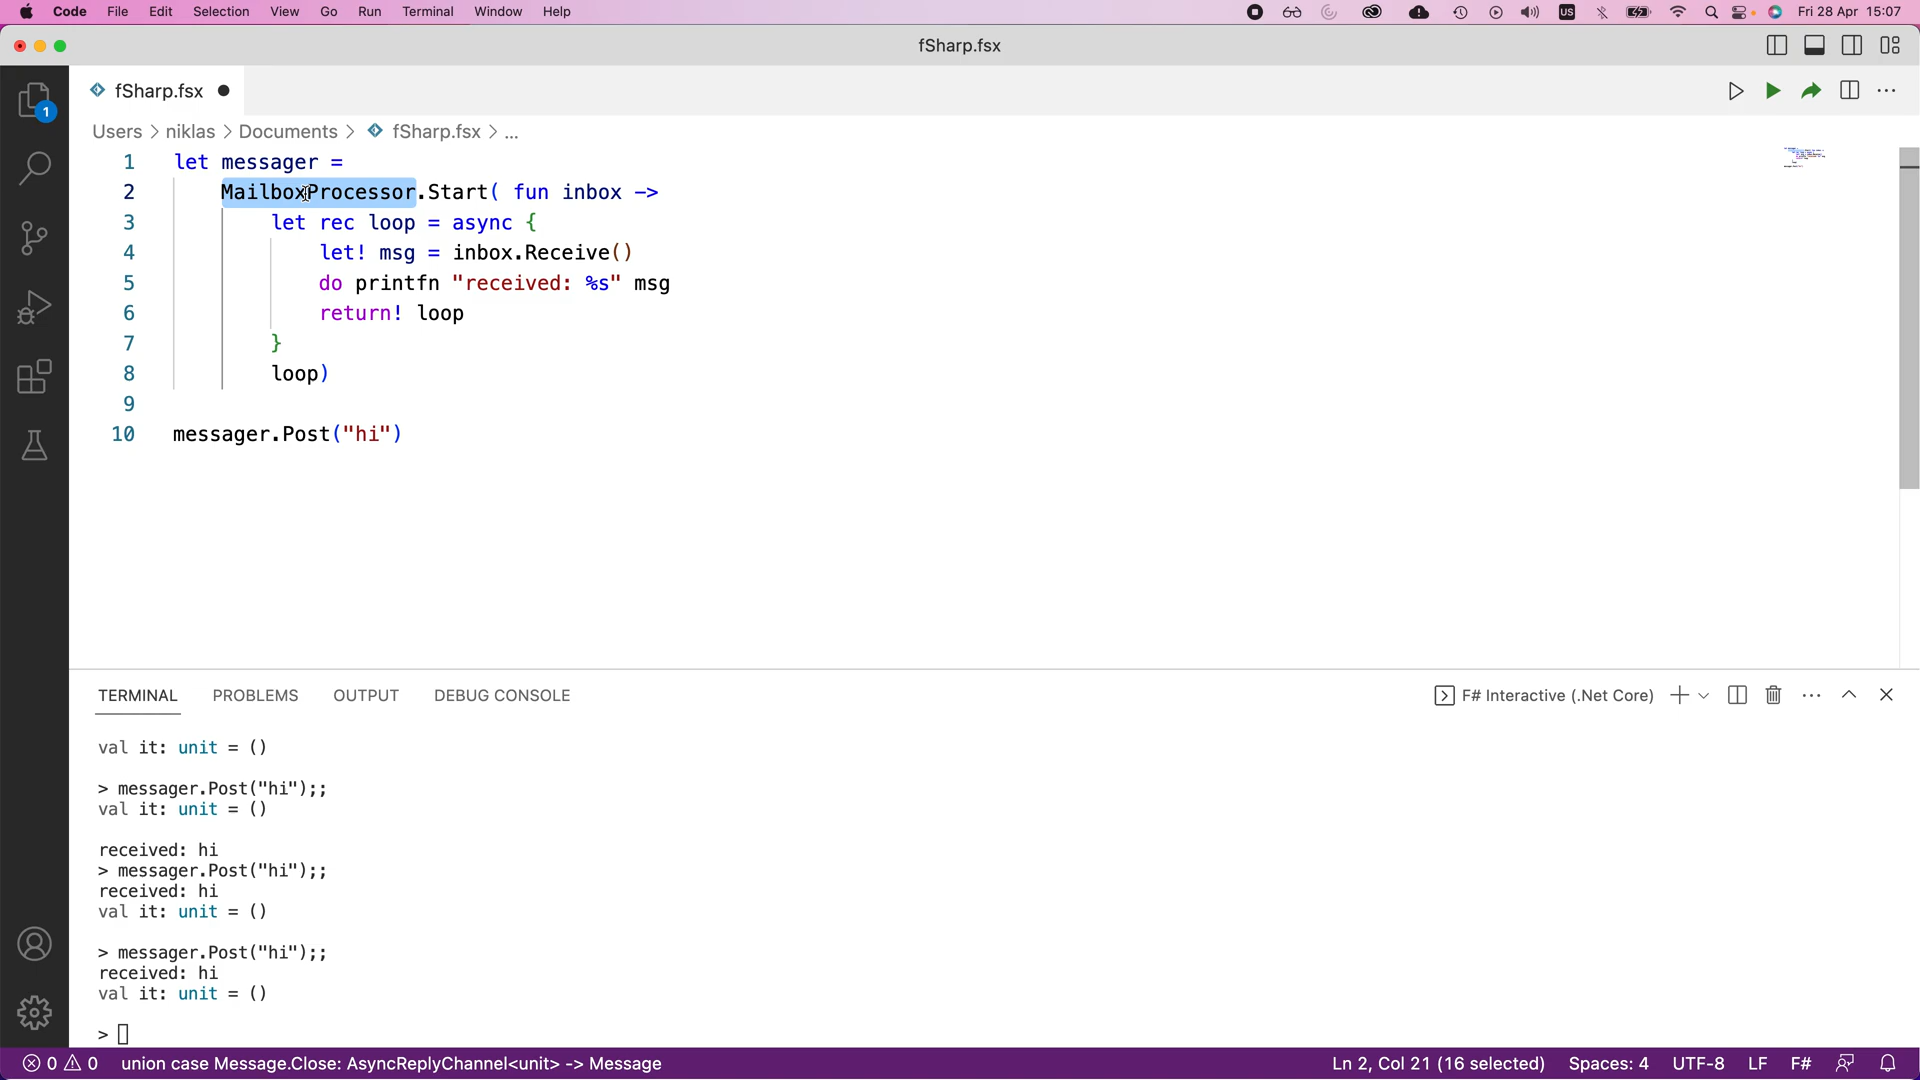 Code File Edit Selection View Go Run Terminal Window Help US Fri 28 Apr 15:07
fSharp.fsx
fSharp.fsx
1
Users > niklas > Documents > fSharp.fsx > ...
1 let messager =
2 MailboxProcessor.Start( fun inbox ->
3 let rec loop = async {
4 let! msg = inbox.Receive()
5 do printfn "received: %s" msg
6 return! loop
7 }
8 loop)
9
10 messager.Post("hi")
TERMINAL PROBLEMS OUTPUT DEBUG CONSOLE F# Interactive (.Net Core)
val it: unit = ()
> messager.Post("hi");;
val it: unit = ()
received: hi
> messager.Post("hi");;
received: hi
val it: unit = ()
> messager.Post("hi");;
received: hi
val it: unit = ()
>
0 0 union case Message.Close: AsyncReplyChannel<unit> -> Message Ln 2, Col 21 (16 selected) Spaces: 4 UTF-8 LF F#